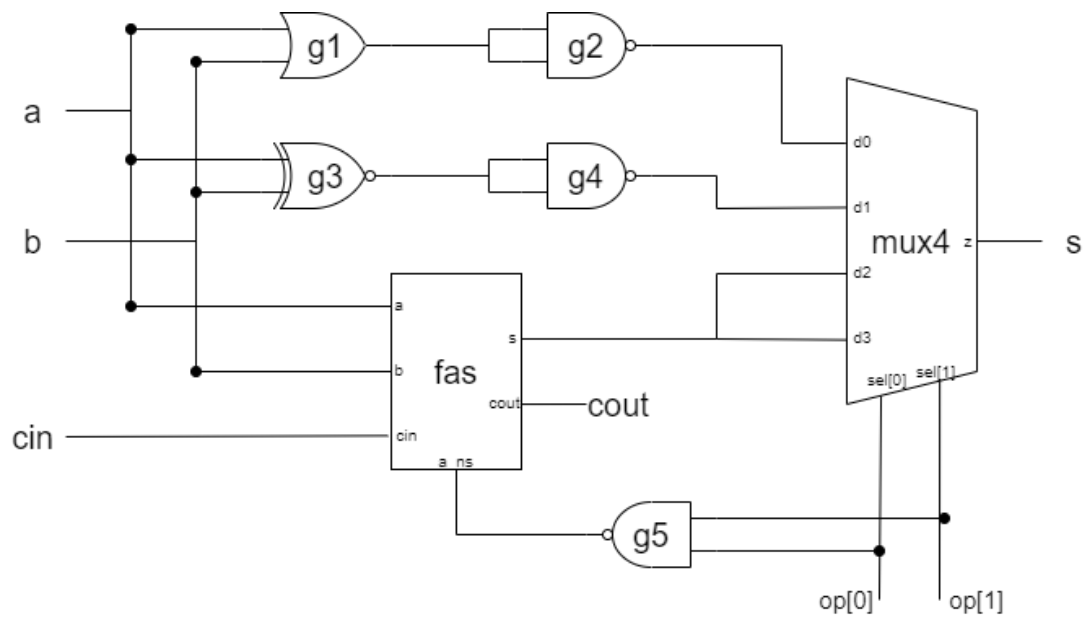 g1
g2
a
d0
g3
g4
d1
b
mux4
z
s
d2
a
s
d3
b
fas
sel[0]
sel[1]
cout
cout
cin
cin
a_ns
g5
op[0]
op[1]